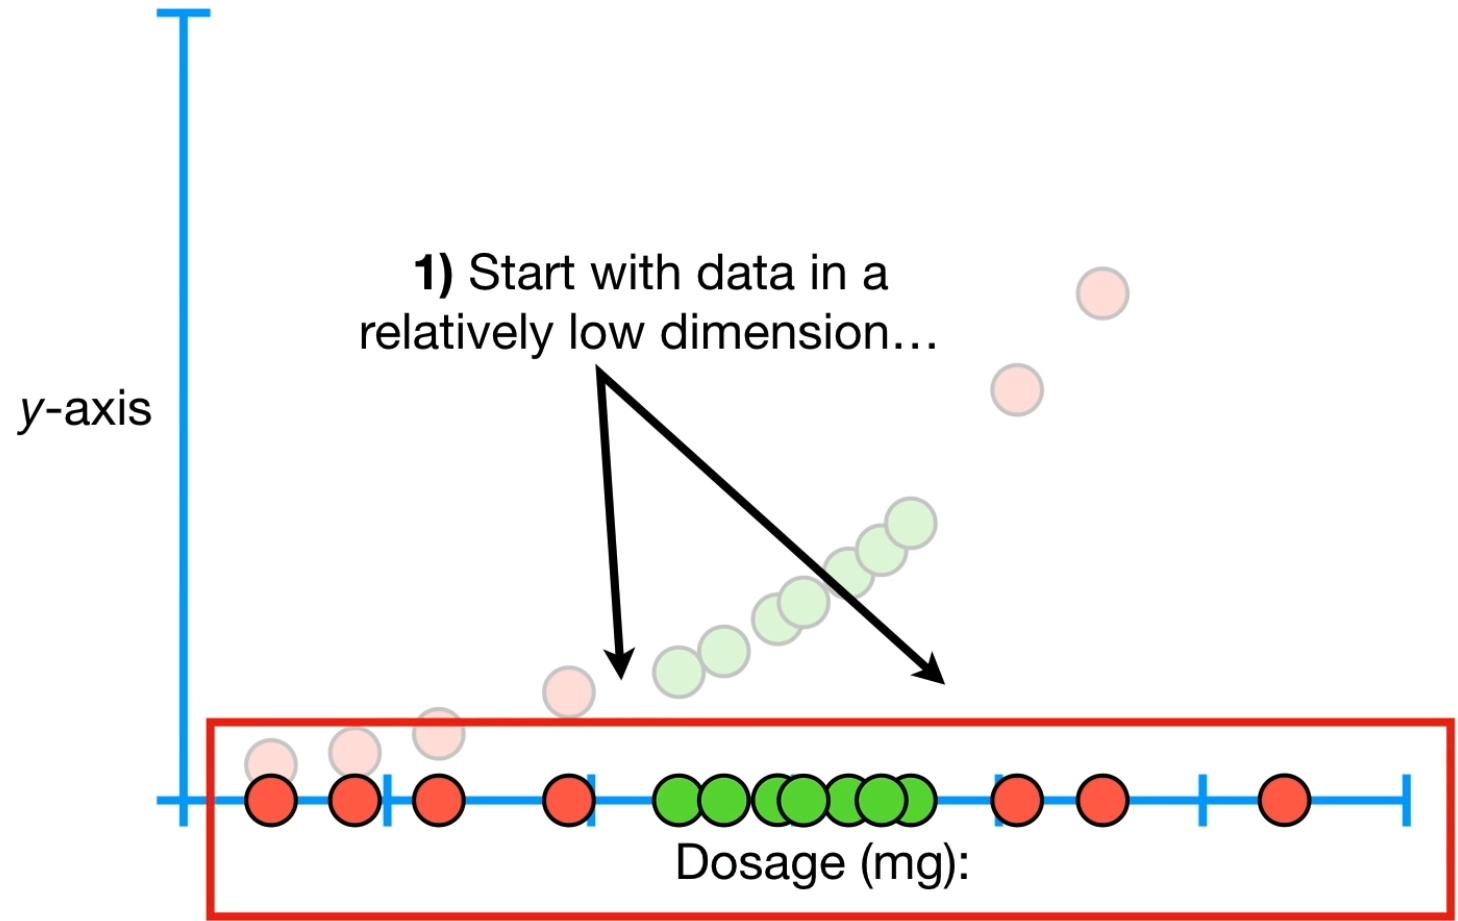 1) Start with data in a
relatively low dimension…
y-axis
Dosage (mg):